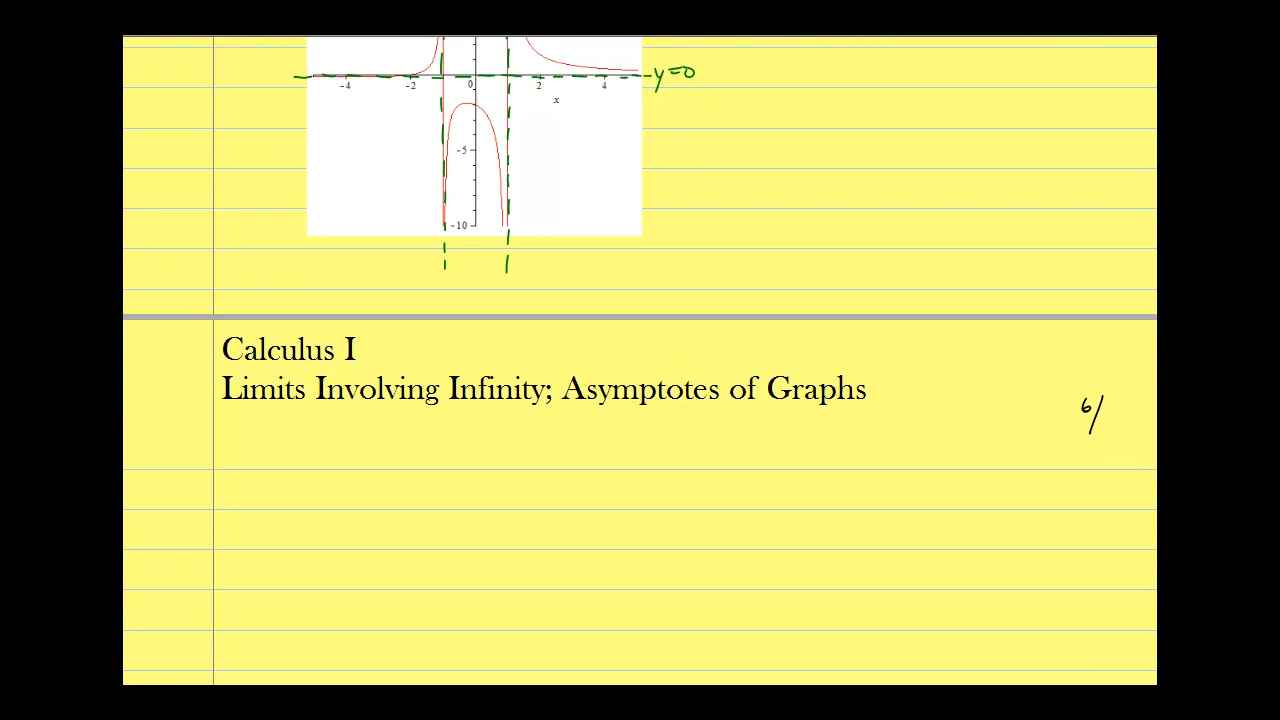 y=0
-4 -2 0 2 4
x
-5
-10
Calculus I
Limits Involving Infinity; Asymptotes of Graphs
6/